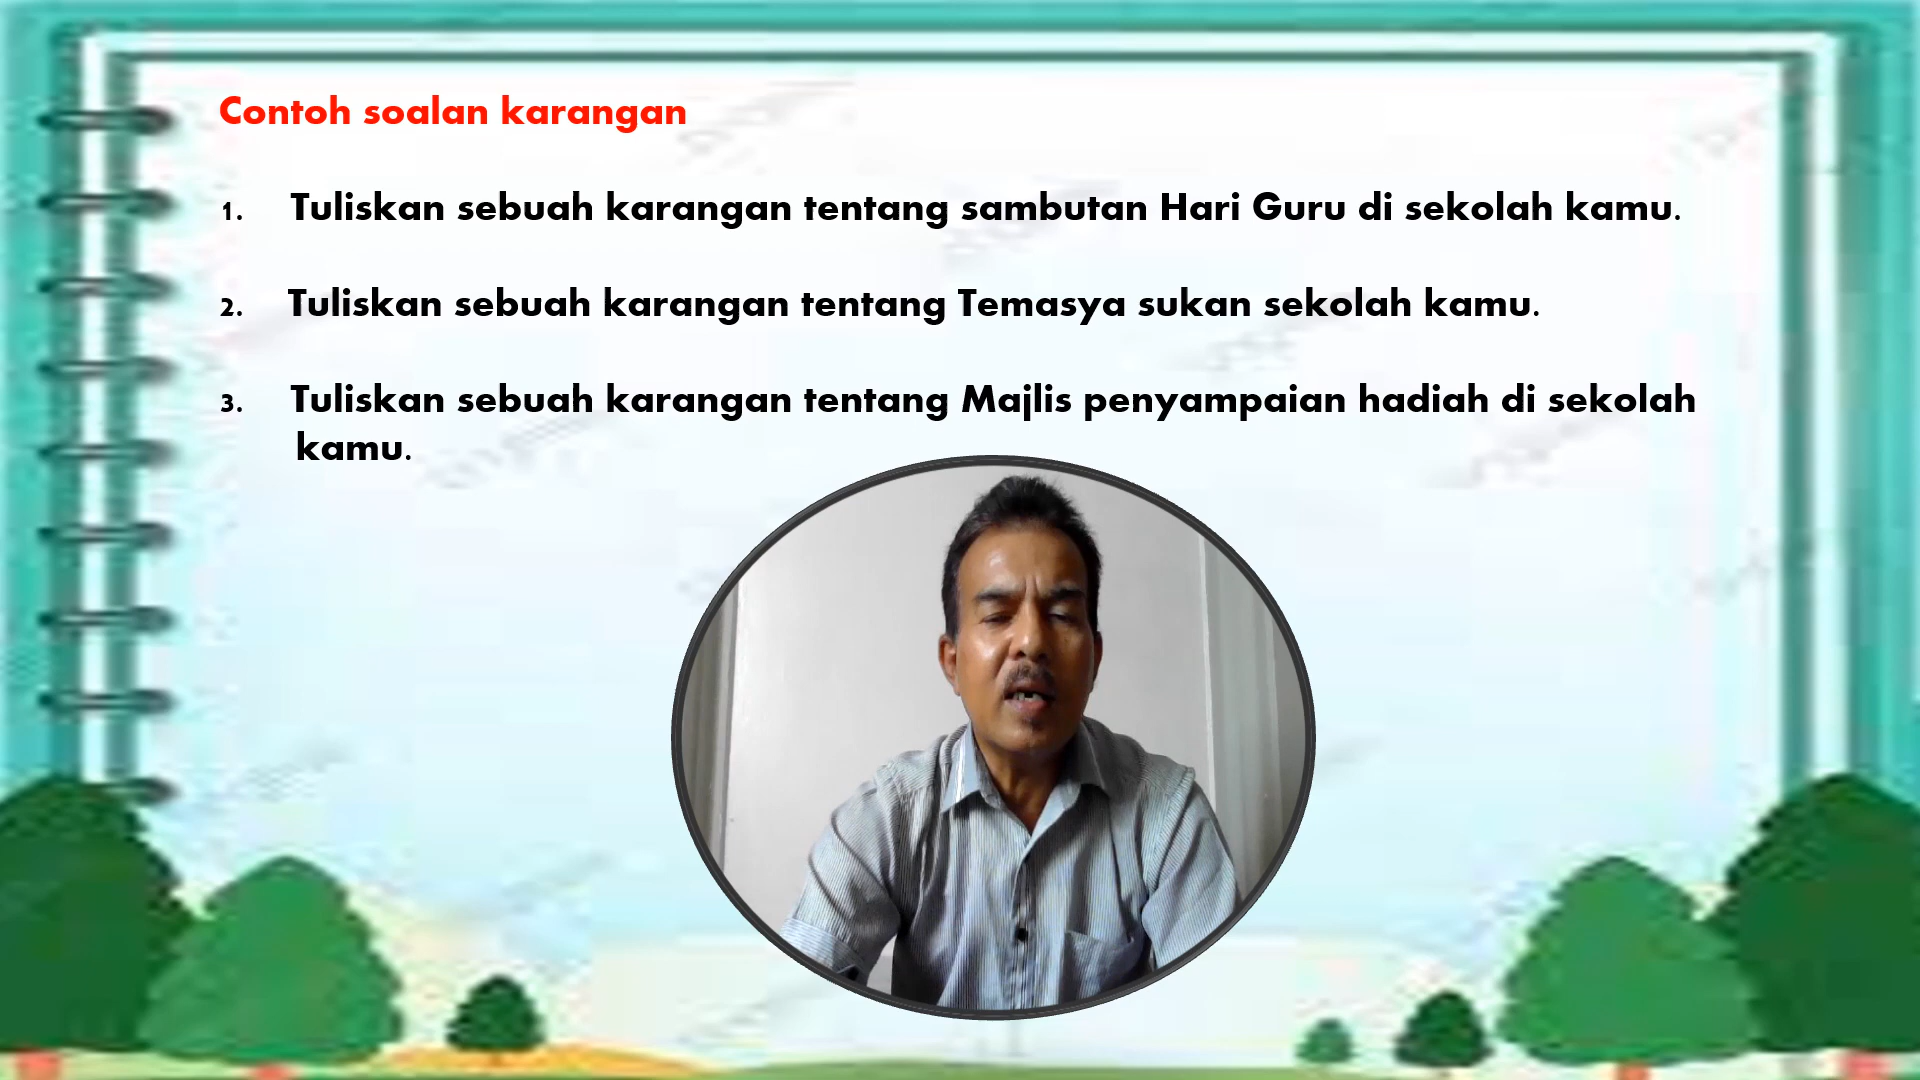 Contoh soalan karangan
1. Tuliskan sebuah karangan tentang sambutan Hari Guru di sekolah kamu.
2. Tuliskan sebuah karangan tentang Temasya sukan sekolah kamu.
3. Tuliskan sebuah karangan tentang Majlis penyampaian hadiah di sekolah
kamu.